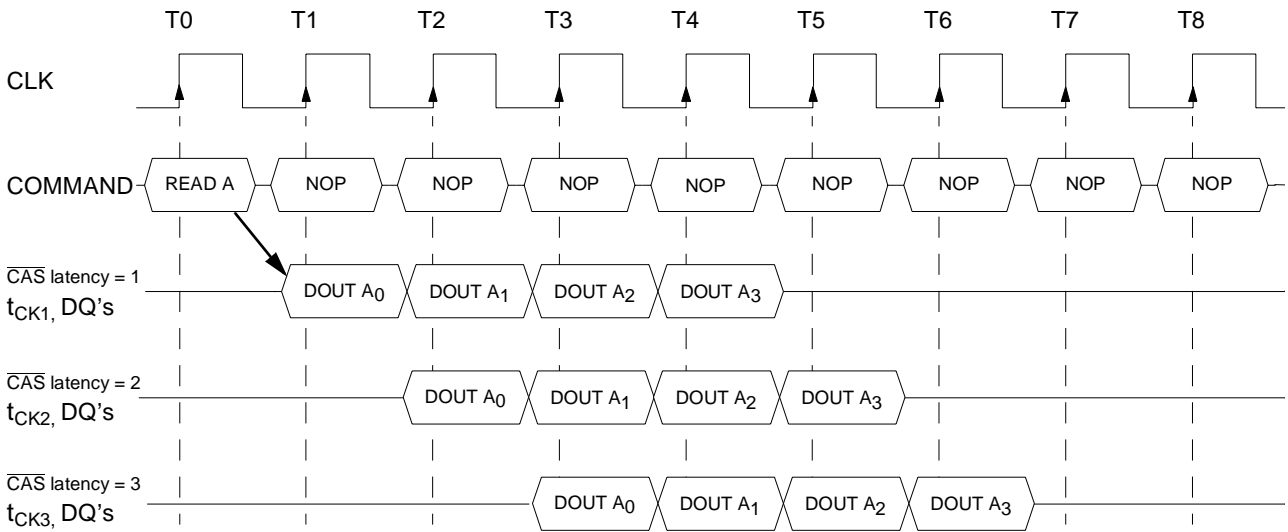 T0 T1 T2 T3 T4 T5 T6 T7 T8
CLK
COMMAND READ A NOP NOP NOP NOP NOP NOP NOP NOP
CAS latency = 1
tCK1, DQ's DOUT A0 DOUT A1 DOUT A2 DOUT A3
CAS latency = 2
tCK2, DQ's DOUT A0 DOUT A1 DOUT A2 DOUT A3
CAS latency = 3
tCK3, DQ's DOUT A0 DOUT A1 DOUT A2 DOUT A3